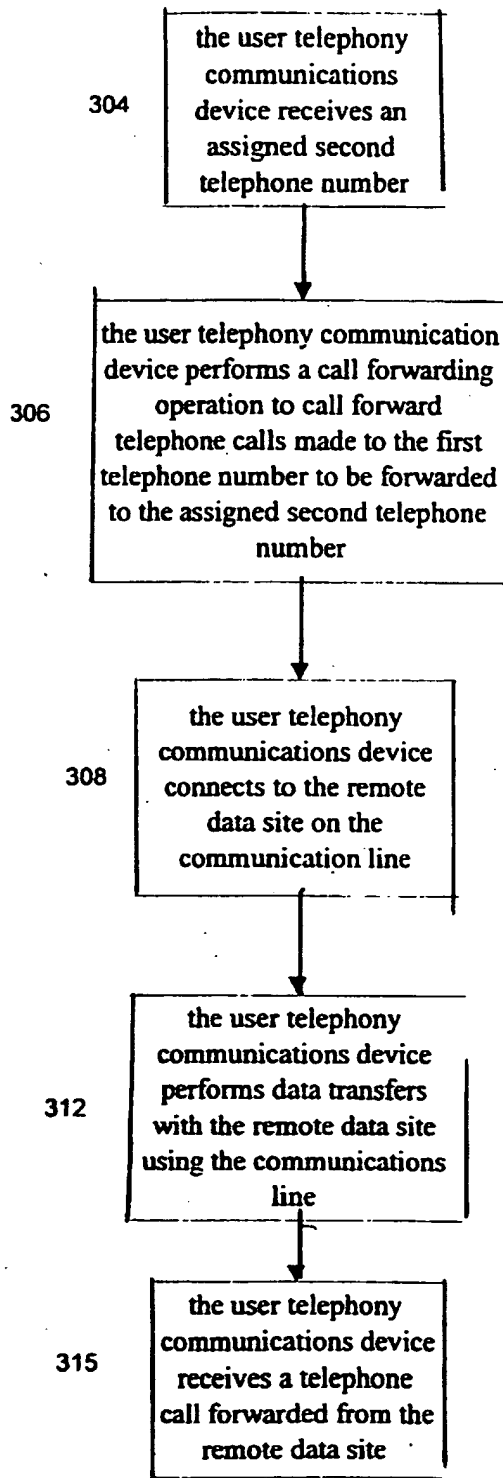 the user telephony
communications
device receives an
assigned second
telephone number
304
the user telephony communication
device performs a call forwarding
operation to call forward
telephone calls made to the first
telephone number to be forwarded
to the assigned second telephone
number
306
the user telephony
communications device
connects to the remote
data site on the
communication line
308
the user telephony
communications device
performs data transfers
with the remote data site
using the communications
line
312
the user telephony
communications device
receives a telephone
call forwarded from the
remote data site
315